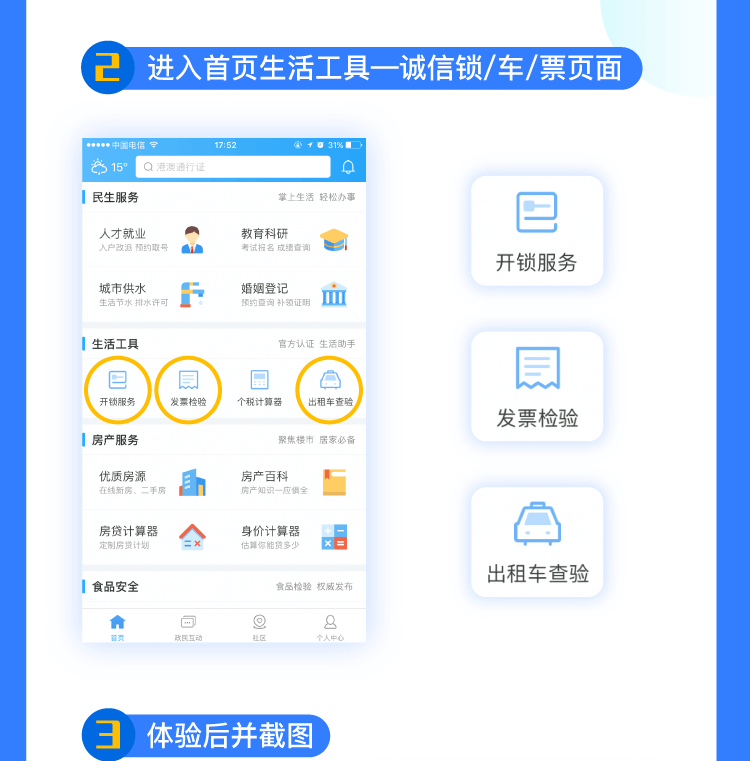 2 进入首页生活工具—诚信锁/车/票页面
中国电信 17:52 31%
15° 港澳通行证
民生服务 掌上生活 轻松办事
人才就业 教育科研
入户改派 预约取号 考试报名 成绩查询
城市供水 婚姻登记
生活节水 排水许可 预约查询 补领证明
生活工具 官方认证 生活助手
开锁服务 发票检验 个税计算器 出租车查验
房产服务 聚焦楼市 居家必备
优质房源 房产百科
在线新房、二手房 房产知识一应俱全
房贷计算器 身价计算器
定制房贷计划 估算你能贷多少
食品安全 食品检验 权威发布
首页 政民互动 社区 个人中心
开锁服务
发票检验
出租车查验
3 体验后并截图